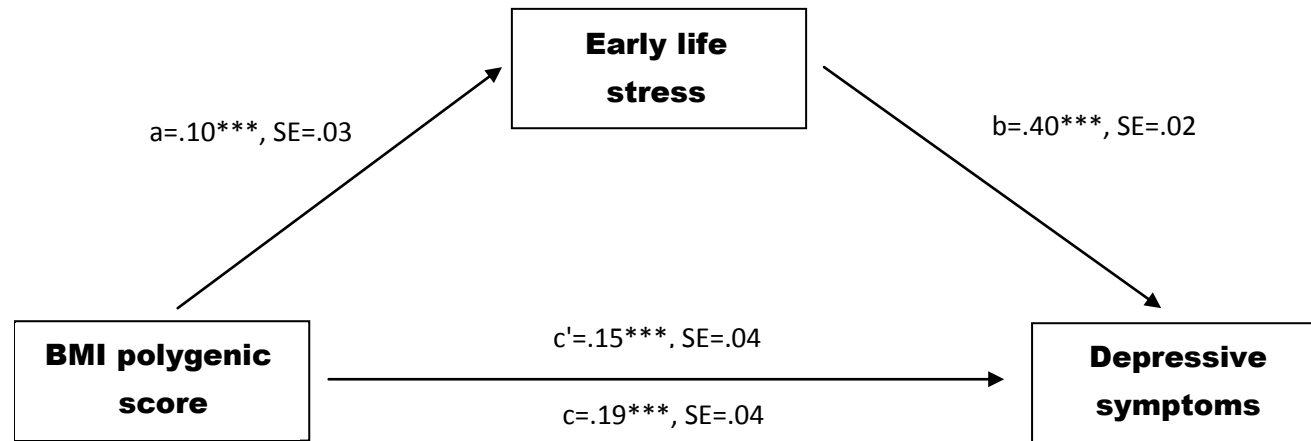 Early life
stress
a=.10***, SE=.03
b=.40***, SE=.02
BMI polygenic
score
c'=.15***, SE=.04
c=.19***, SE=.04
Depressive
symptoms